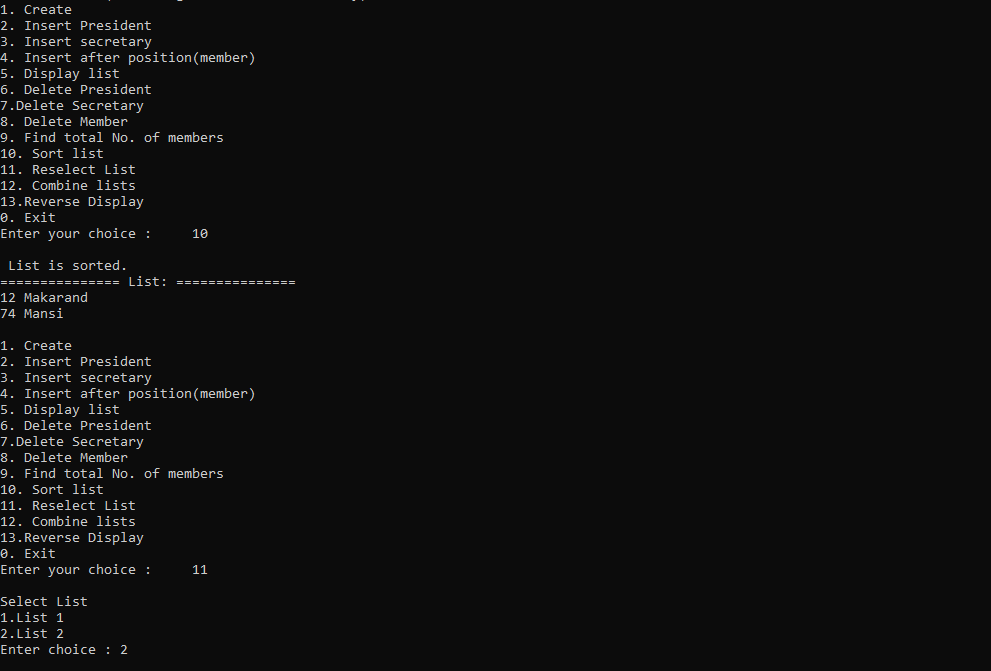 1. Create
2. Insert President
3. Insert secretary
4. Insert after position(member)
5. Display list
6. Delete President
7.Delete Secretary
8. Delete Member
9. Find total No. of members
10. Sort list
11. Reselect List
12. Combine lists
13.Reverse Display
0. Exit
Enter your choice :     10
 List is sorted.
=============== List: ===============
12 Makarand
74 Mansi
1. Create
2. Insert President
3. Insert secretary
4. Insert after position(member)
5. Display list
6. Delete President
7.Delete Secretary
8. Delete Member
9. Find total No. of members
10. Sort list
11. Reselect List
12. Combine lists
13.Reverse Display
0. Exit
Enter your choice :     11
Select List
1.List 1
2.List 2
Enter choice : 2